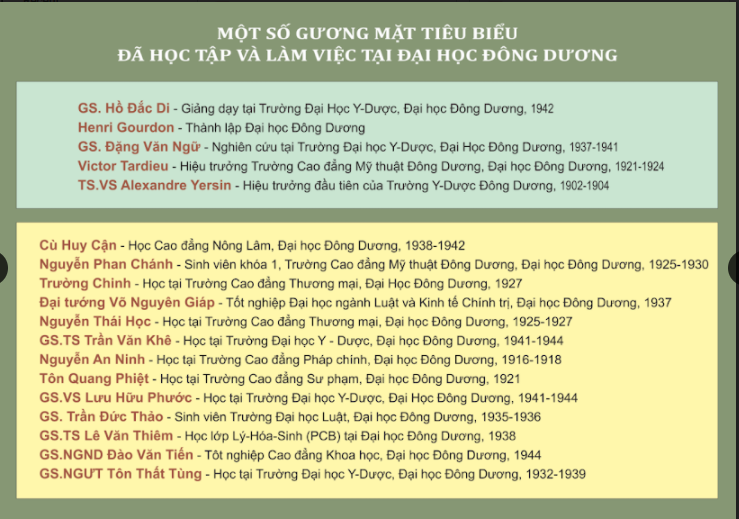 MỘT SỐ GƯƠNG MẶT TIÊU BIỂU
ĐÃ HỌC TẬP VÀ LÀM VIỆC TẠI ĐẠI HỌC ĐÔNG DƯƠNG
GS. Hồ Đắc Di - Giảng dạy tại Trường Đại Học Y-Dược, Đại học Đông Dương, 1942
Henri Gourdon - Thành lập Đại học Đông Dương
GS. Đặng Văn Ngữ - Nghiên cứu tại Trường Đại học Y-Dược, Đại Học Đông Dương, 1937-1941
Victor Tardieu - Hiệu trưởng Trường Cao đẳng Mỹ thuật Đông Dương, Đại học Đông Dương, 1921-1924
TS.VS Alexandre Yersin - Hiệu trưởng đầu tiên của Trường Y-Dược Đông Dương, 1902-1904
Cù Huy Cận - Học Cao đẳng Nông Lâm, Đại học Đông Dương, 1938-1942
Nguyễn Phan Chánh - Sinh viên khóa 1, Trường Cao đẳng Mỹ thuật Đông Dương, Đại học Đông Dương, 1925-1930
Trường Chinh - Học tại Trường Cao đẳng Thương mại, Đại Học Đông Dương, 1927
Đại tướng Võ Nguyên Giáp - Tốt nghiệp Đại học ngành Luật và Kinh tế Chính trị, Đại học Đông Dương, 1937
Nguyễn Thái Học - Học tại Trường Cao đẳng Thương mại, Đại học Đông Dương, 1925-1927
GS.TS Trần Văn Khê - Học tại Trường Đại học Y - Dược, Đại học Đông Dương, 1941-1944
Nguyễn An Ninh - Học tại Trường Cao đẳng Pháp chính, Đại học Đông Dương, 1916-1918
Tôn Quang Phiệt - Học tại Trường Cao đẳng Sư phạm, Đại học Đông Dương, 1921
GS.VS Lưu Hữu Phước - Học tại Trường Đại học Y-Dược, Đại Học Đông Dương, 1941-1944
GS. Trần Đức Thảo - Sinh viên Trường Đại học Luật, Đại học Đông Dương, 1935-1936
GS.TS Lê Văn Thiêm - Học lớp Lý-Hóa-Sinh (PCB) tại Đại học Đông Dương, 1938
GS.NGND Đào Văn Tiến - Tốt nghiệp Cao đẳng Khoa học, Đại học Đông Dương, 1944
GS.NGƯT Tôn Thất Tùng - Học tại Trường Đại học Y-Dược, Đại học Đông Dương, 1932-1939